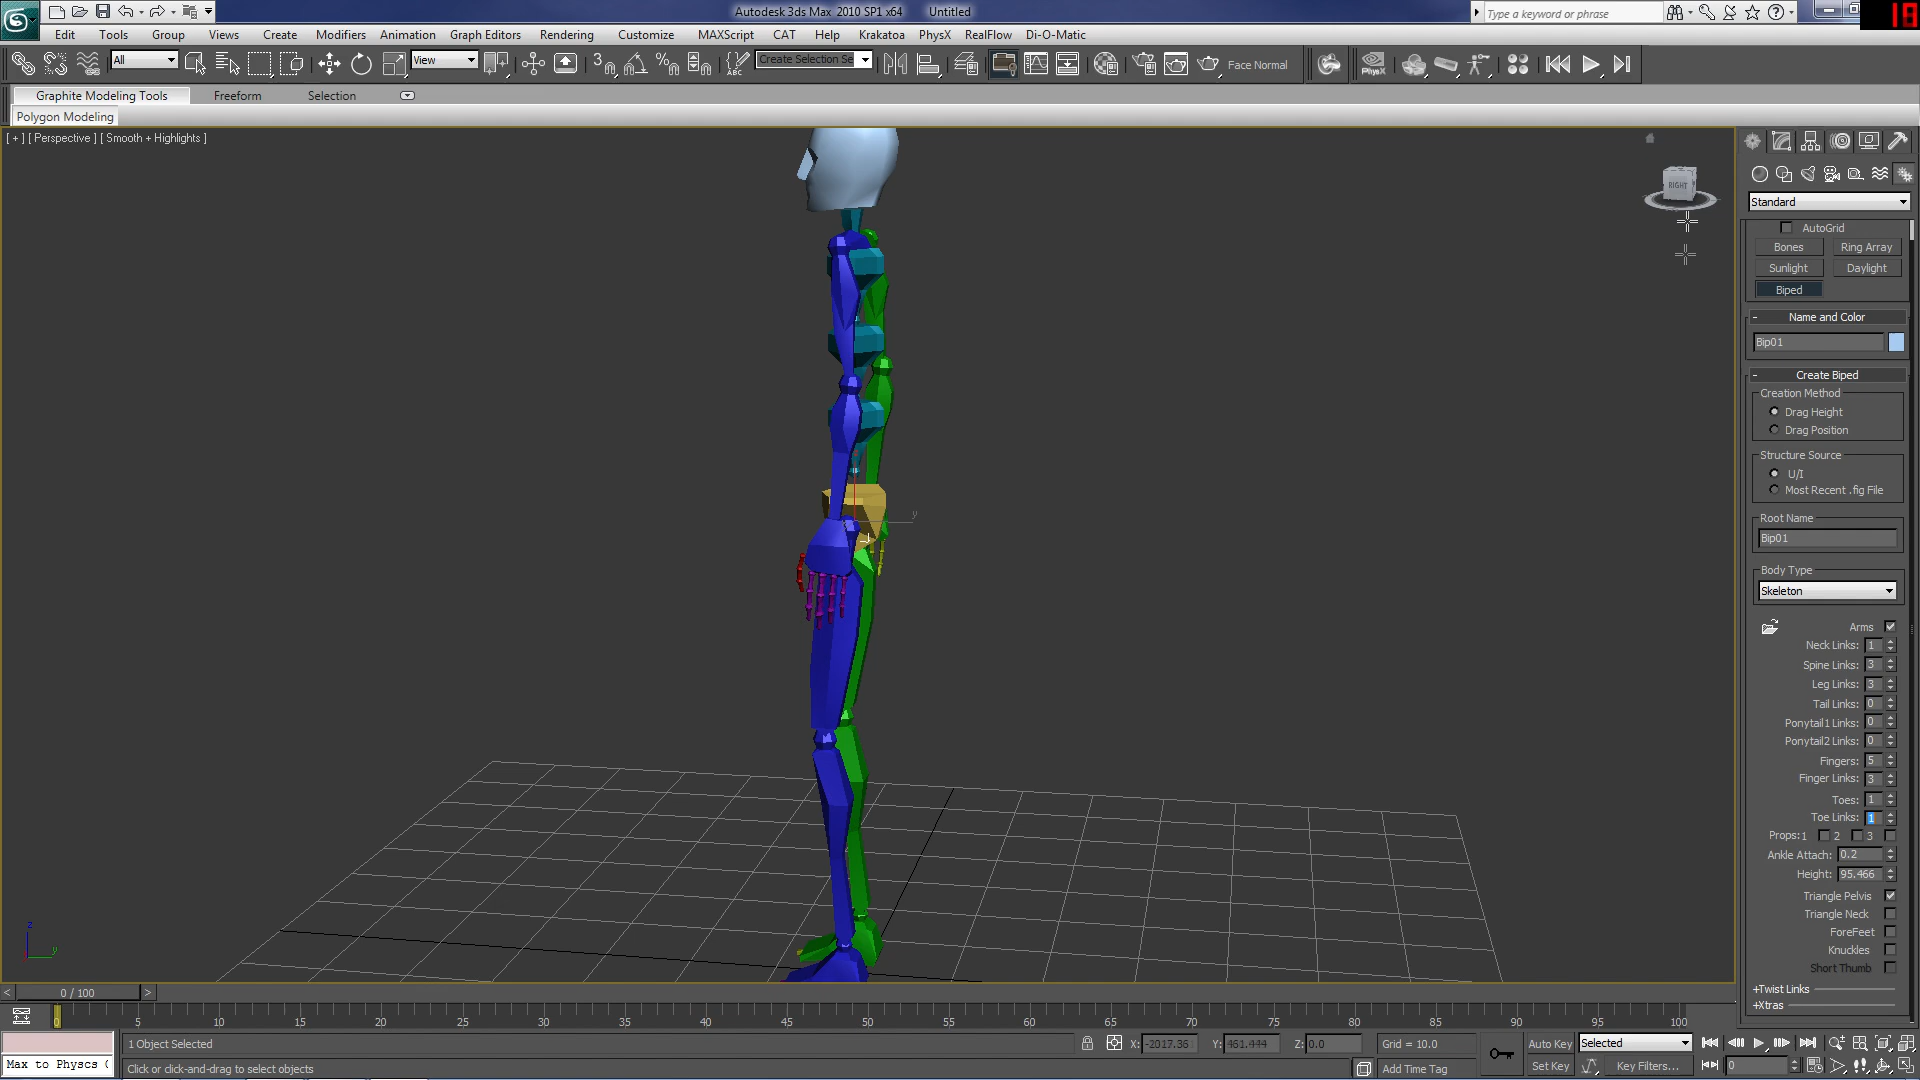 Autodesk 3ds Max 2010 SP1 x64 Untitled
Type a keyword or phrase
18
Edit Tools Group Views Create Modifiers Animation Graph Editors Rendering Customize MAXScript CAT Help Krakatoa PhysX RealFlow Di-O-Matic
All View 3 Create Selection Se Face Normal PhysX
Graphite Modeling Tools Freeform Selection
Polygon Modeling
[ + ] [ Perspective ] [ Smooth + Highlights ]
RIGHT
y
z
y
Standard
AutoGrid
Bones Ring Array
Sunlight Daylight
Biped
- Name and Color
Bip01
- Create Biped
Creation Method
Drag Height
Drag Position
Structure Source
U/I
Most Recent .fig File
Root Name
Bip01
Body Type
Skeleton
Arms
Neck Links: 1
Spine Links: 3
Leg Links: 3
Tail Links: 0
Ponytail1 Links: 0
Ponytail2 Links: 0
Fingers: 5
Finger Links: 3
Toes: 1
Toe Links: 1
Props: 1 2 3
Ankle Attach: 0.2
Height: 95.466
Triangle Pelvis
Triangle Neck
ForeFeet
Knuckles
Short Thumb
+Twist Links
+Xtras
< 0 / 100 >
0 5 10 15 20 25 30 35 40 45 50 55 60 65 70 75 80 85 90 95 100
1 Object Selected X: -2017.36 Y: 461.444 Z: 0.0 Grid = 10.0 Auto Key Selected
Max to Physcs ( Click or click-and-drag to select objects Add Time Tag Set Key Key Filters... 0